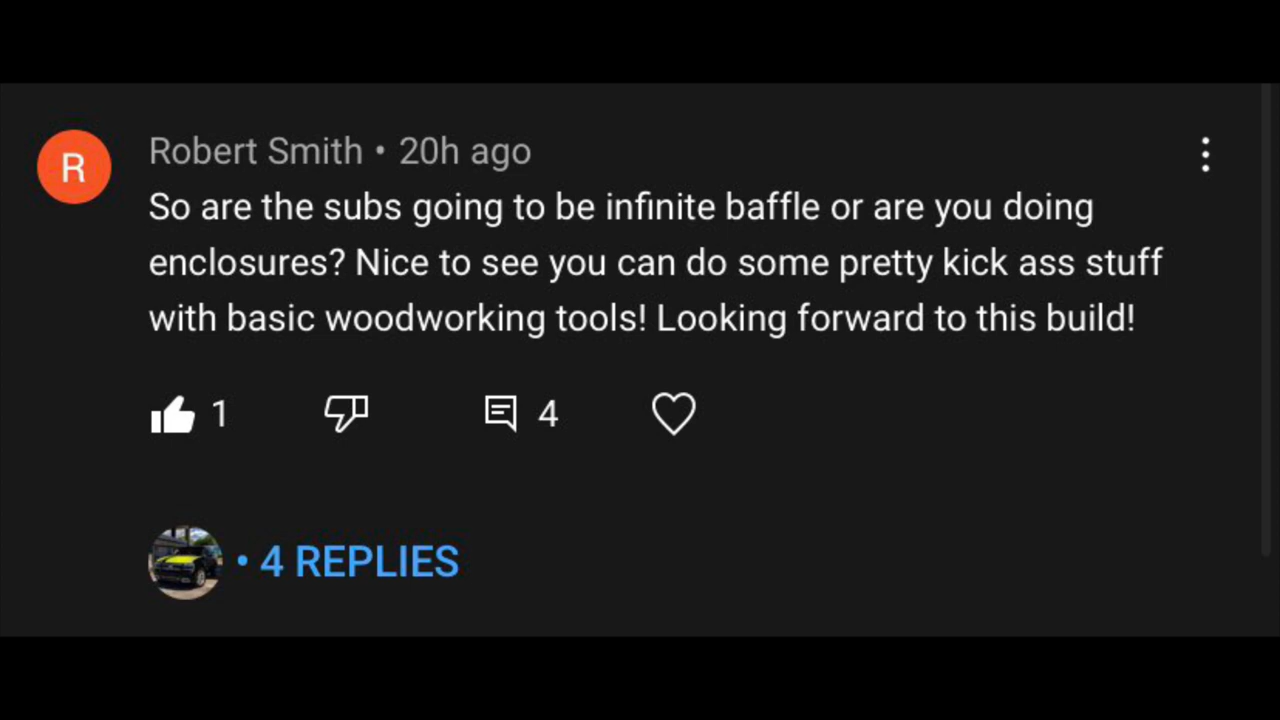 R
Robert Smith • 20h ago
So are the subs going to be infinite baffle or are you doing
enclosures? Nice to see you can do some pretty kick ass stuff
with basic woodworking tools! Looking forward to this build!
1 4
• 4 REPLIES